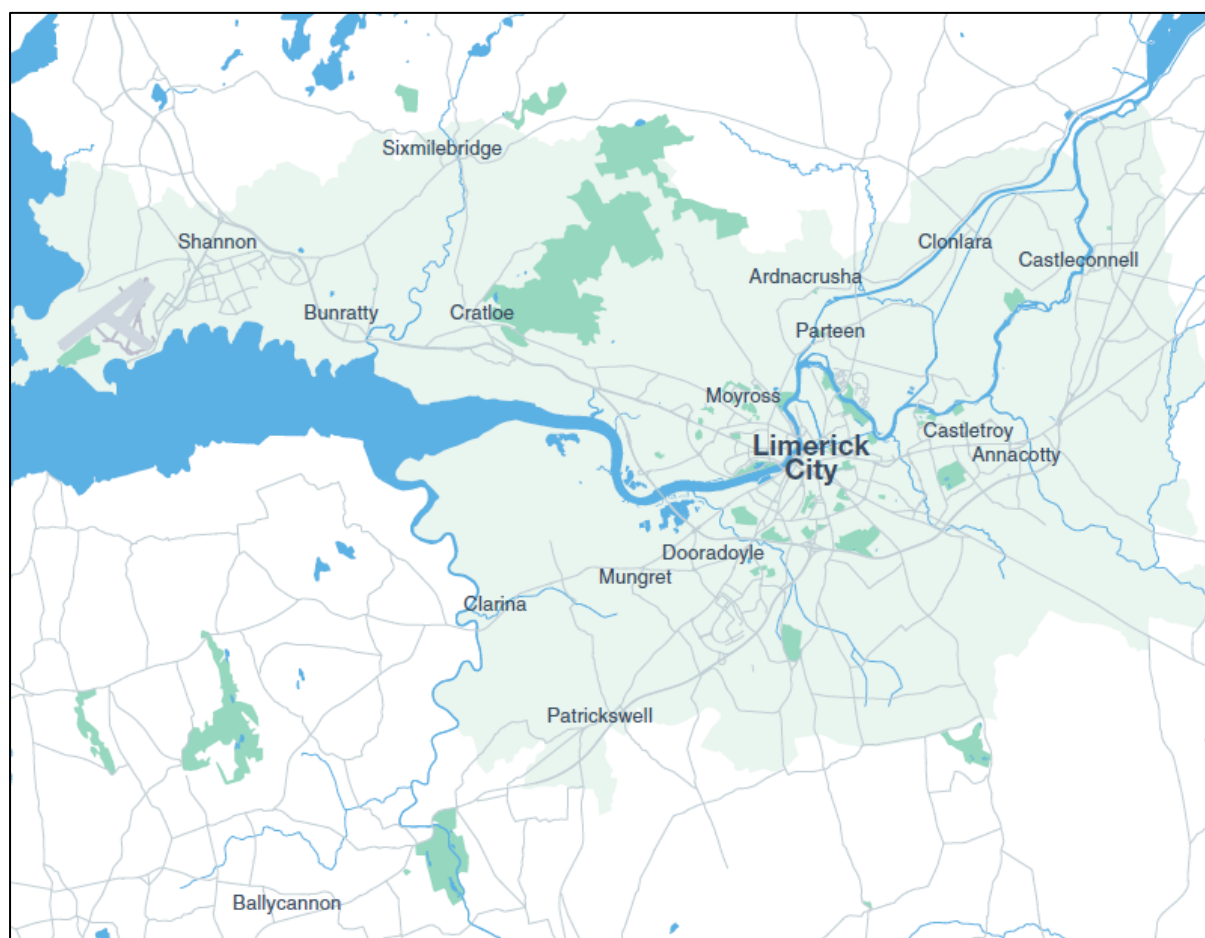 Sixmilebridge
Shannon
Clonlara
Castleconnell
Ardnacrusha
Bunratty
Cratloe
Parteen
Moyross
Castletroy
Limerick
City
Annacotty
Dooradoyle
Mungret
Clarina
Patrickswell
Ballycannon